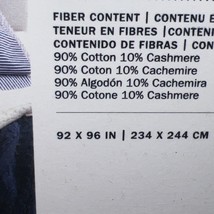 FIBER CONTENT | CONTENU E
TENEUR EN FIBRES | CONTENI
CONTENIDO DE FIBRAS | CON
90% Cotton 10% Cashmere
90% Coton 10% Cachemire
90% Algodón 10% Cachemira
90% Cotone 10% Cashmere
92 X 96 IN | 234 X 244 CM